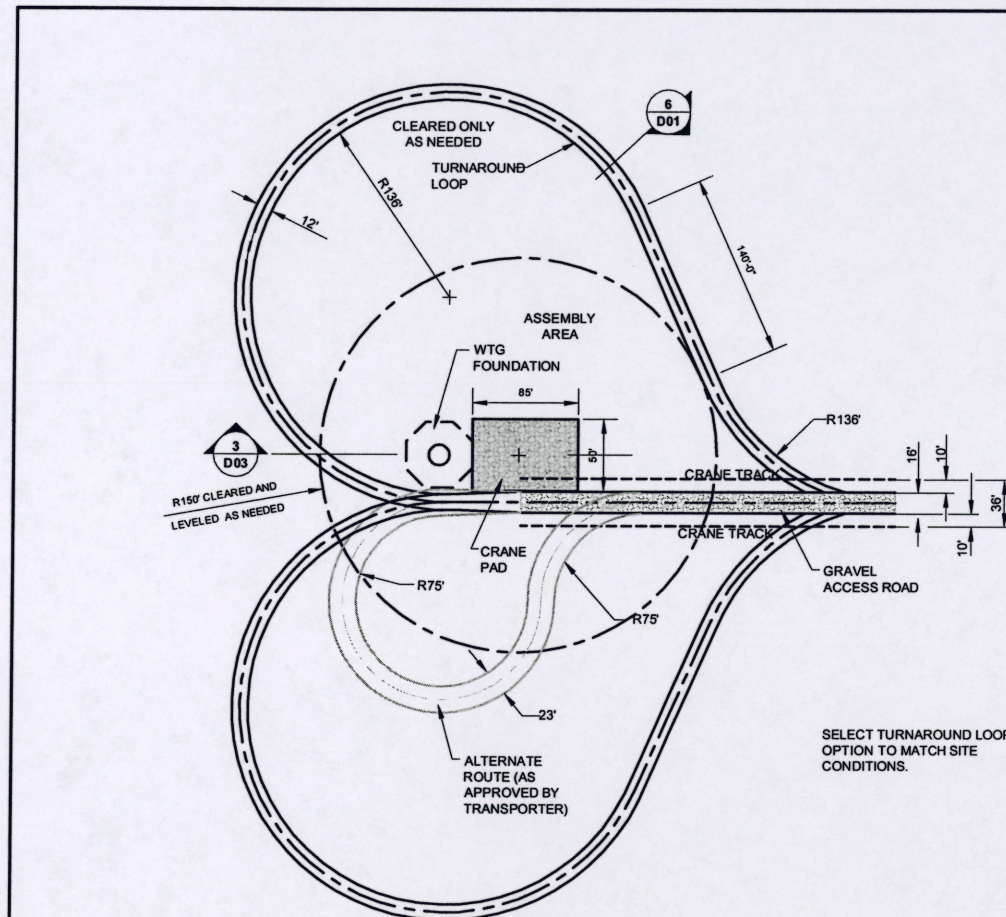 6
D01
CLEARED ONLY
AS NEEDED
TURNAROUND
LOOP
R136'
12'
140'-0"
ASSEMBLY
AREA
WTG
FOUNDATION
85'
50'
R136'
3
D03
16'
10'
36'
10'
CRANE TRACK
R150' CLEARED AND
LEVELED AS NEEDED
CRANE TRACK
CRANE
PAD
GRAVEL
ACCESS ROAD
R75'
R75'
23'
SELECT TURNAROUND LOOP
OPTION TO MATCH SITE
CONDITIONS.
ALTERNATE
ROUTE (AS
APPROVED BY
TRANSPORTER)